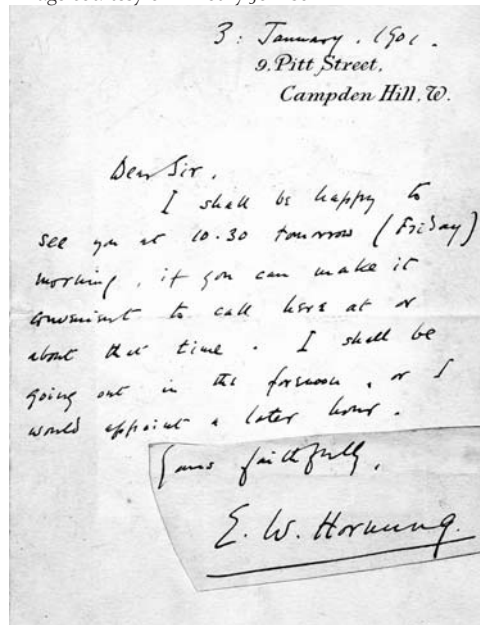 3: January. 1901.
9. Pitt Street,
Campden Hill, W.
Dear Sir,
I shall be happy to
see you at 10.30 tomorrow (Friday)
morning, if you can make it
convenient to call here at or
about that time. I shall be
going out in the forenoon, or I
would appoint a later hour.
Yours faithfully,
E. W. Hornung.